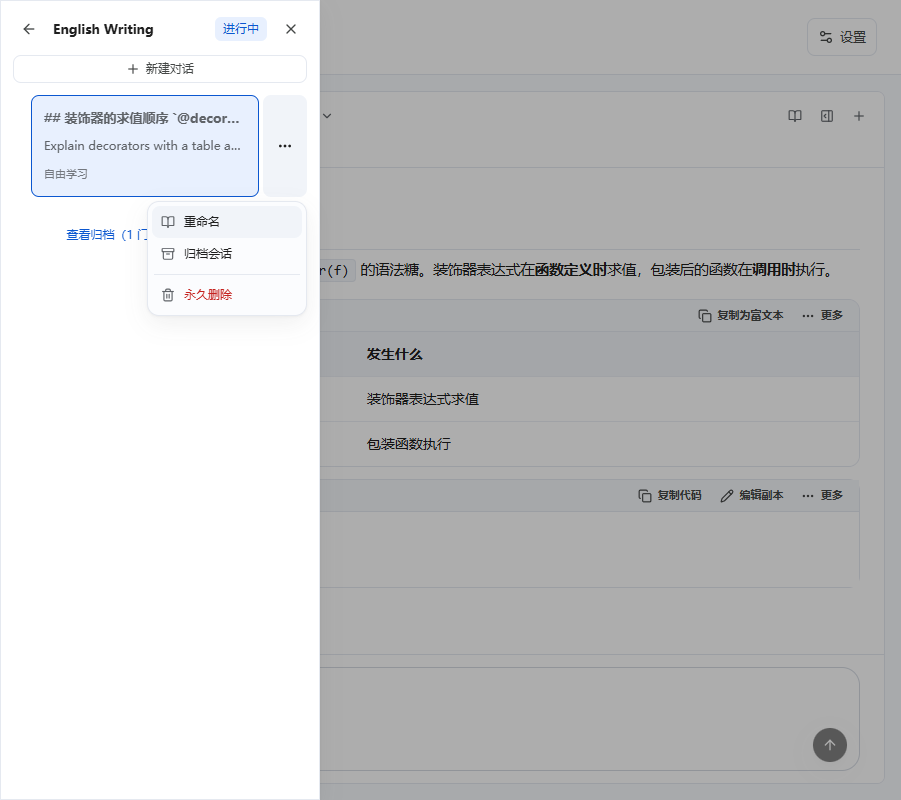 English Writing
进行中
新建对话
## 装饰器的求值顺序 `@decor...
Explain decorators with a table a...
自由学习
重命名
归档会话
永久删除
查看归档（1 门
设置
r(f) 的语法糖。装饰器表达式在函数定义时求值，包装后的函数在调用时执行。
复制为富文本
更多
发生什么
装饰器表达式求值
包装函数执行
复制代码
编辑副本
更多